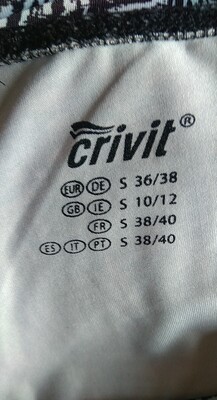 crivit®
EUR DE S 36/38
GB IE S 10/12
FR S 38/40
ES IT PT S 38/40